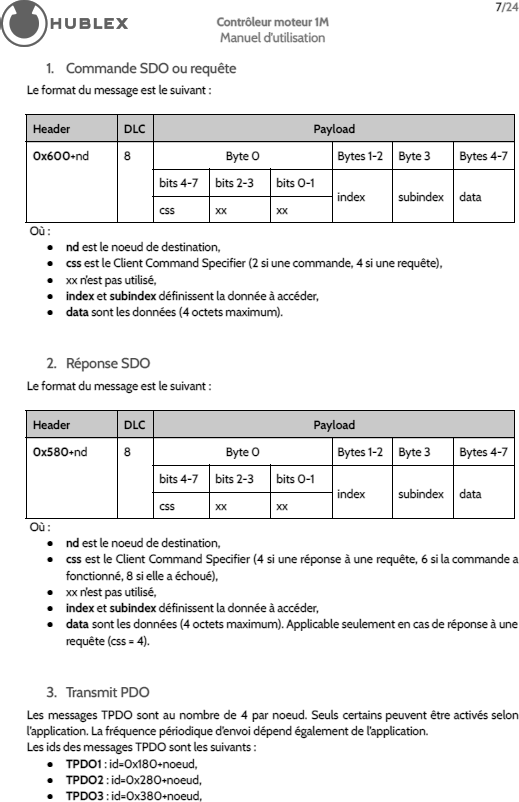 7/24
HUBLEX
Contrôleur moteur 1M
Manuel d'utilisation
1. Commande SDO ou requête
Le format du message est le suivant :
Header DLC Payload
0x600+nd 8 Byte 0 Bytes 1-2 Byte 3 Bytes 4-7
bits 4-7 bits 2-3 bits 0-1
index subindex data
css xx xx
Où :
● nd est le noeud de destination,
● css est le Client Command Specifier (2 si une commande, 4 si une requête),
● xx n'est pas utilisé,
● index et subindex définissent la donnée à accéder,
● data sont les données (4 octets maximum).
2. Réponse SDO
Le format du message est le suivant :
Header DLC Payload
0x580+nd 8 Byte 0 Bytes 1-2 Byte 3 Bytes 4-7
bits 4-7 bits 2-3 bits 0-1
index subindex data
css xx xx
Où :
● nd est le noeud de destination,
● css est le Client Command Specifier (4 si une réponse à une requête, 6 si la commande a
fonctionné, 8 si elle a échoué),
● xx n'est pas utilisé,
● index et subindex définissent la donnée à accéder,
● data sont les données (4 octets maximum). Applicable seulement en cas de réponse à une
requête (css = 4).
3. Transmit PDO
Les messages TPDO sont au nombre de 4 par noeud. Seuls certains peuvent être activés selon
l'application. La fréquence périodique d'envoi dépend également de l'application.
Les ids des messages TPDO sont les suivants :
● TPDO1 : id=0x180+noeud,
● TPDO2 : id=0x280+noeud,
● TPDO3 : id=0x380+noeud,